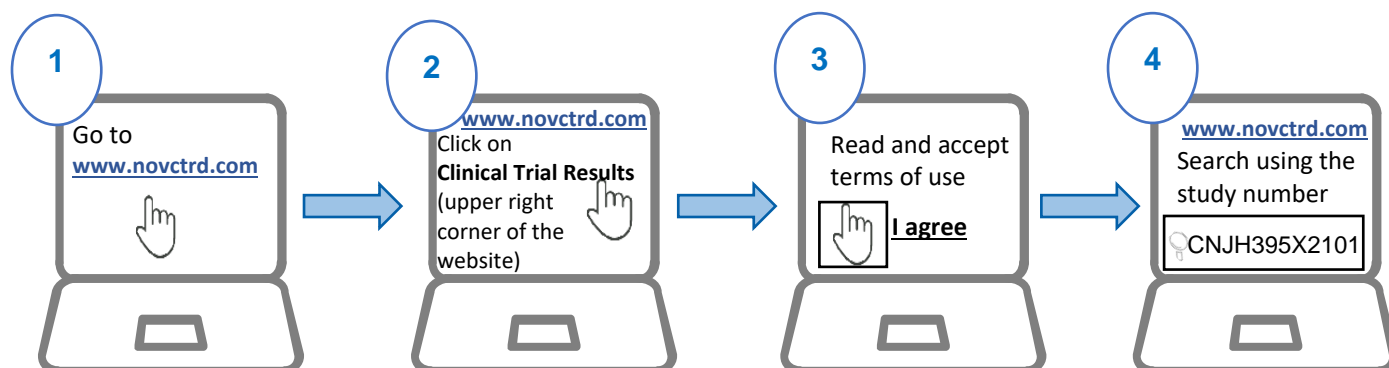 1
Go to
www.novctrd.com
2
www.novctrd.com
Click on
Clinical Trial Results
(upper right
corner of the
website)
3
Read and accept
terms of use
I agree
4
www.novctrd.com
Search using the
study number
CNJH395X2101